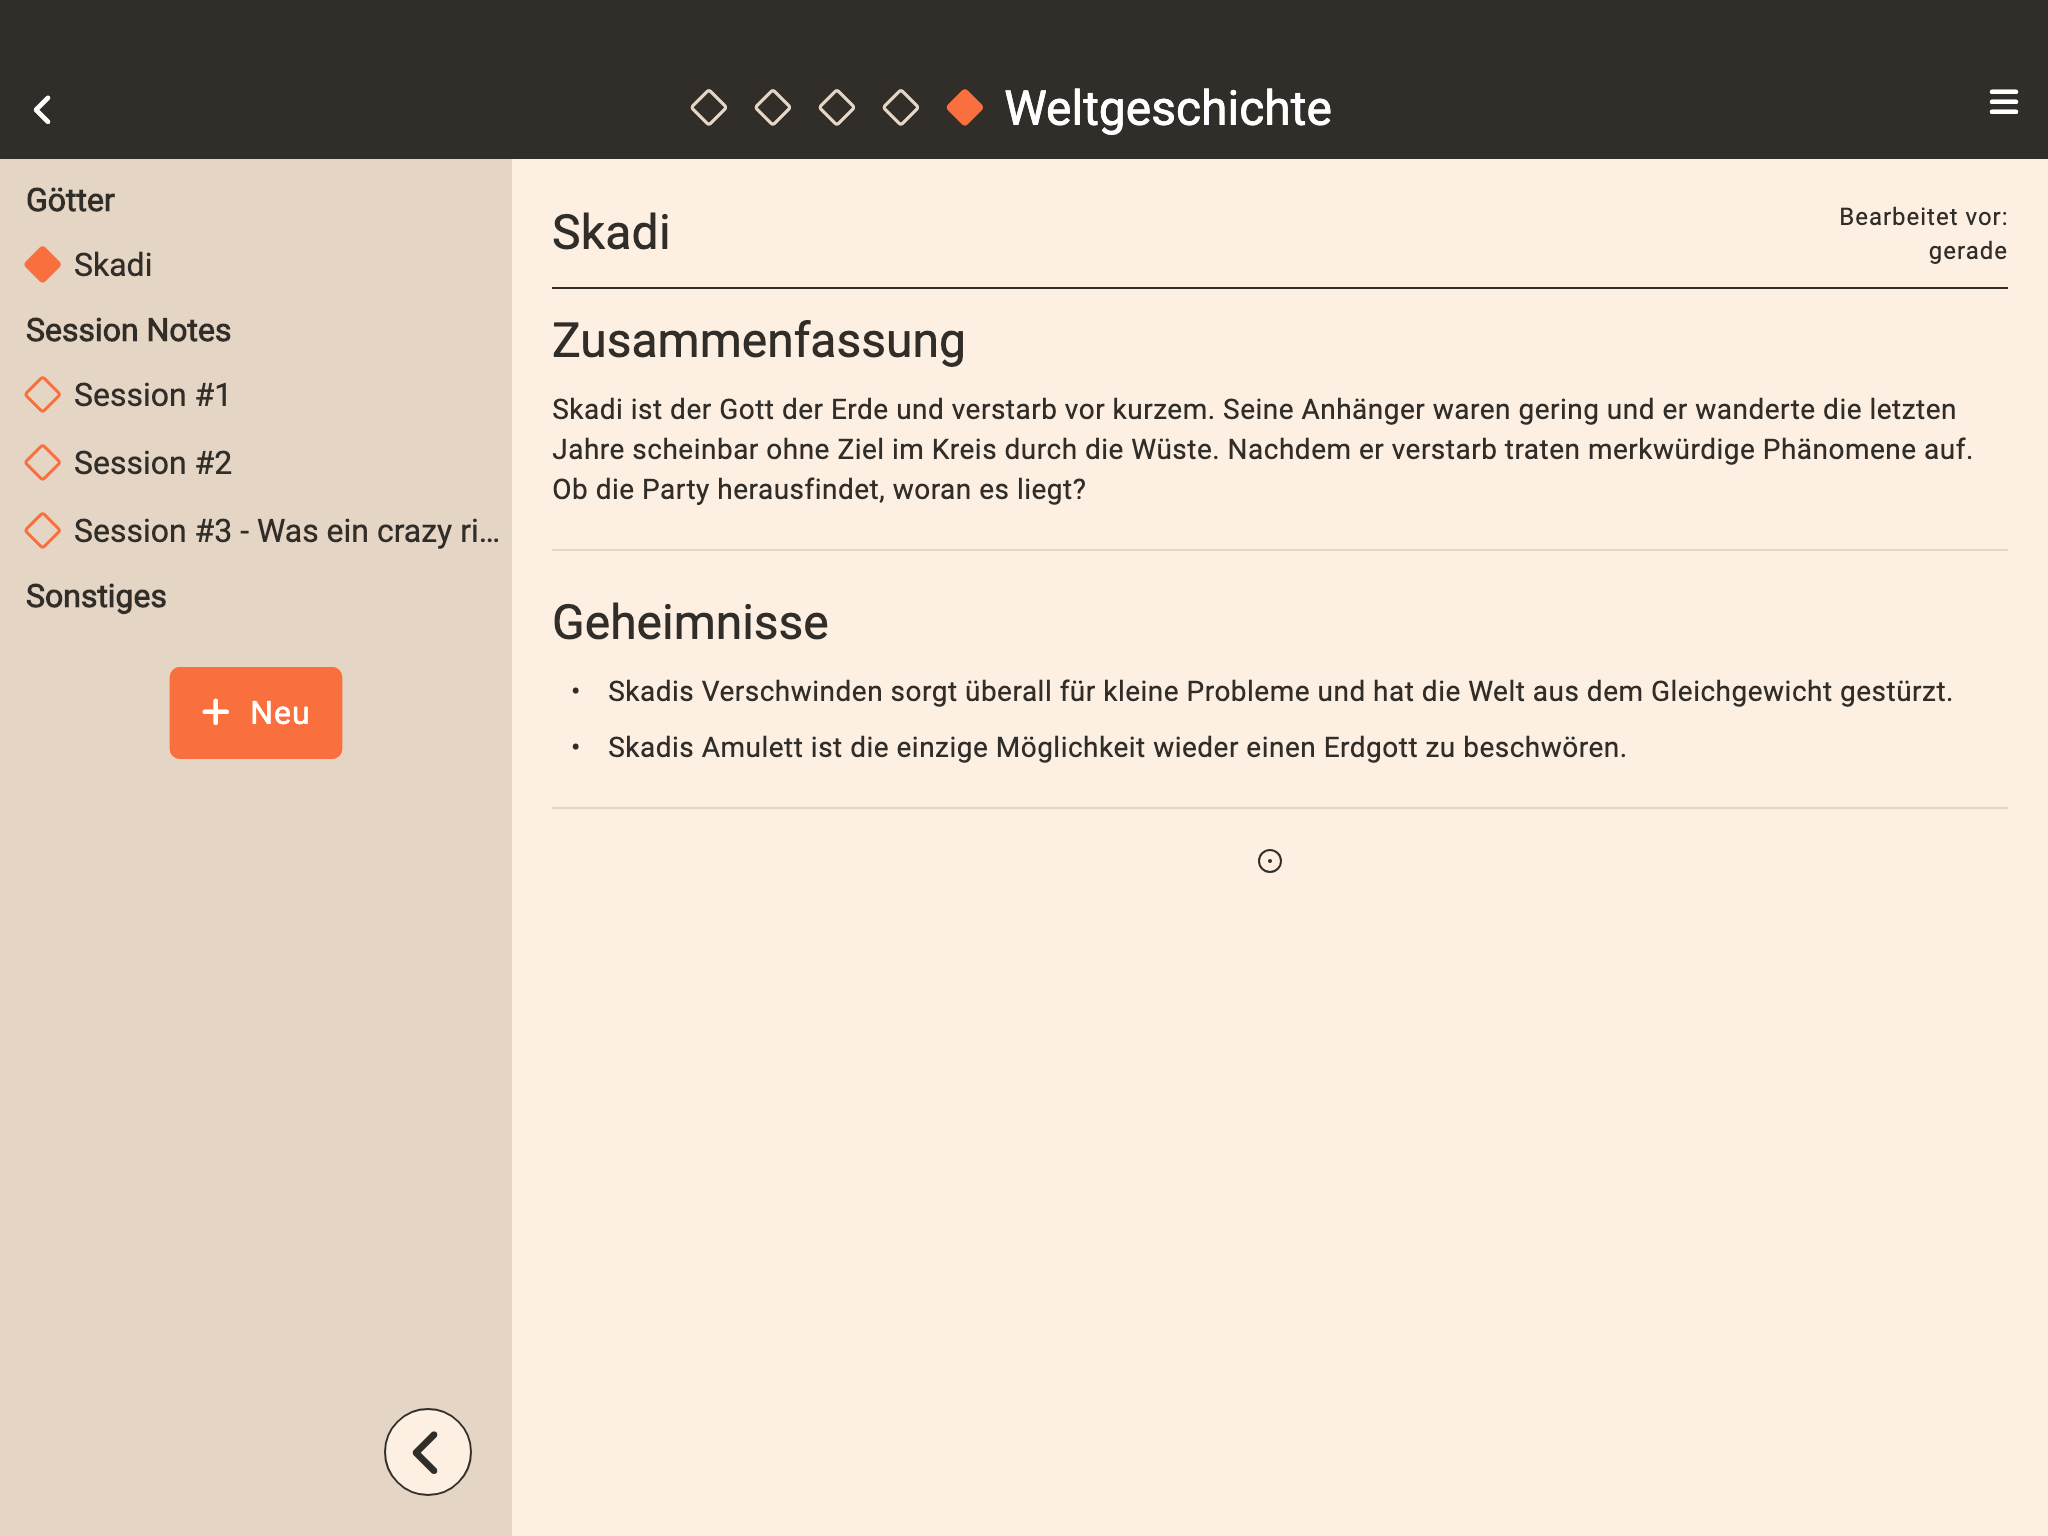 Weltgeschichte
Götter
Skadi
Session Notes
Session #1
Session #2
Session #3 - Was ein crazy ri...
Sonstiges
+ Neu
Skadi
Bearbeitet vor:
gerade
Zusammenfassung
Skadi ist der Gott der Erde und verstarb vor kurzem. Seine Anhänger waren gering und er wanderte die letzten
Jahre scheinbar ohne Ziel im Kreis durch die Wüste. Nachdem er verstarb traten merkwürdige Phänomene auf.
Ob die Party herausfindet, woran es liegt?
Geheimnisse
• Skadis Verschwinden sorgt überall für kleine Probleme und hat die Welt aus dem Gleichgewicht gestürzt.
• Skadis Amulett ist die einzige Möglichkeit wieder einen Erdgott zu beschwören.